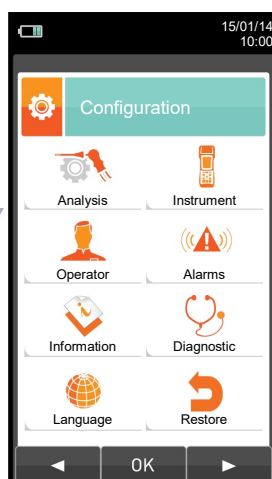 15/01/14
10:00
Configuration
Analysis
Instrument
Operator
Alarms
Information
Diagnostic
Language
Restore
OK